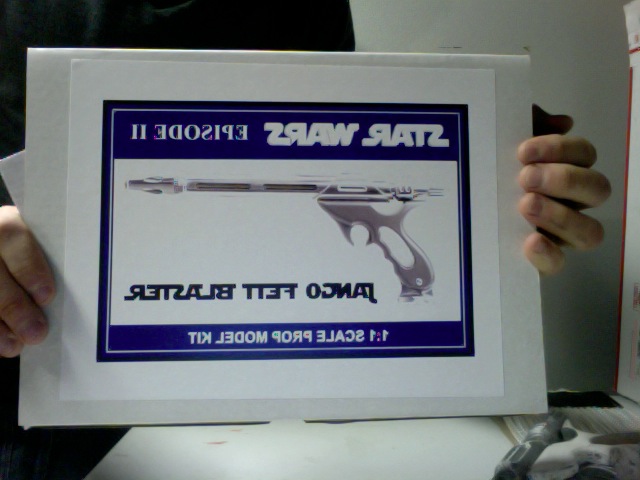 STAR WARS EPISODE II
JANGO FETT BLASTER
1:1 SCALE PROP MODEL KIT